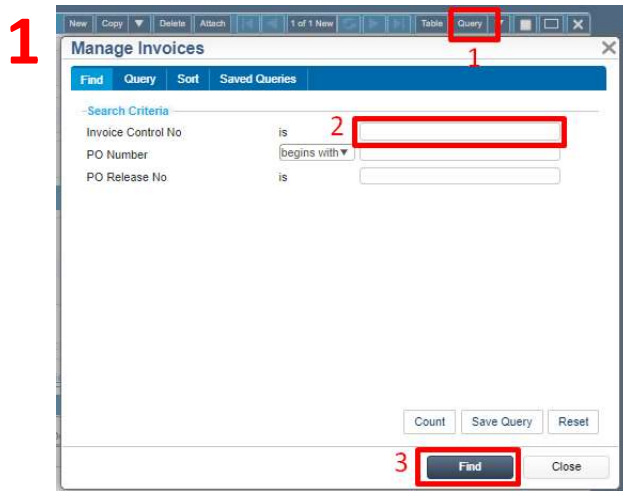 1
New Copy ▼ Delete Attach 1 of 1 New Table Query
1
Manage Invoices
Find Query Sort Saved Queries
Search Criteria
Invoice Control No is 2
PO Number begins with▼
PO Release No is
Count Save Query Reset
3 Find Close